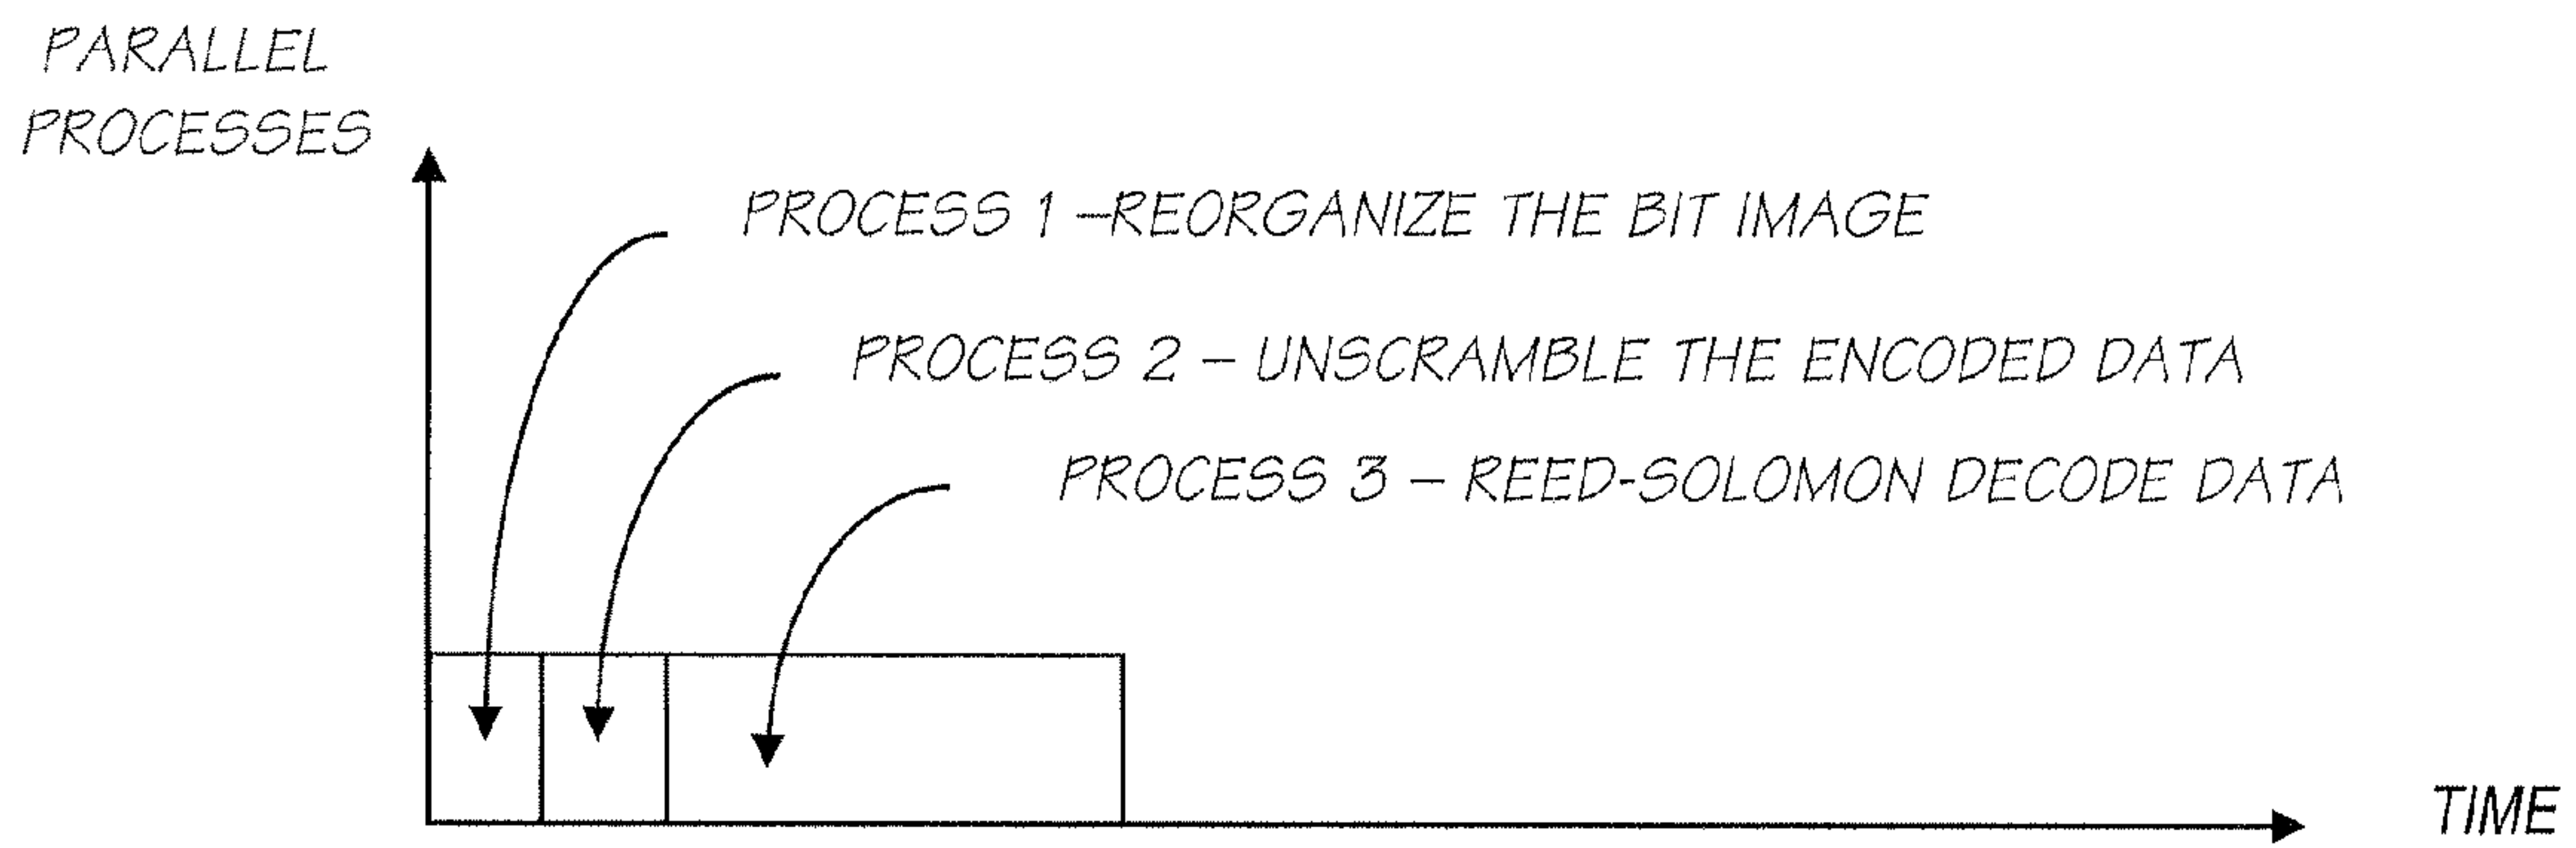 PARALLEL
PROCESSES
PROCESS 1 –REORGANIZE THE BIT IMAGE
PROCESS 2 – UNSCRAMBLE THE ENCODED DATA
PROCESS 3 – REED-SOLOMON DECODE DATA
TIME